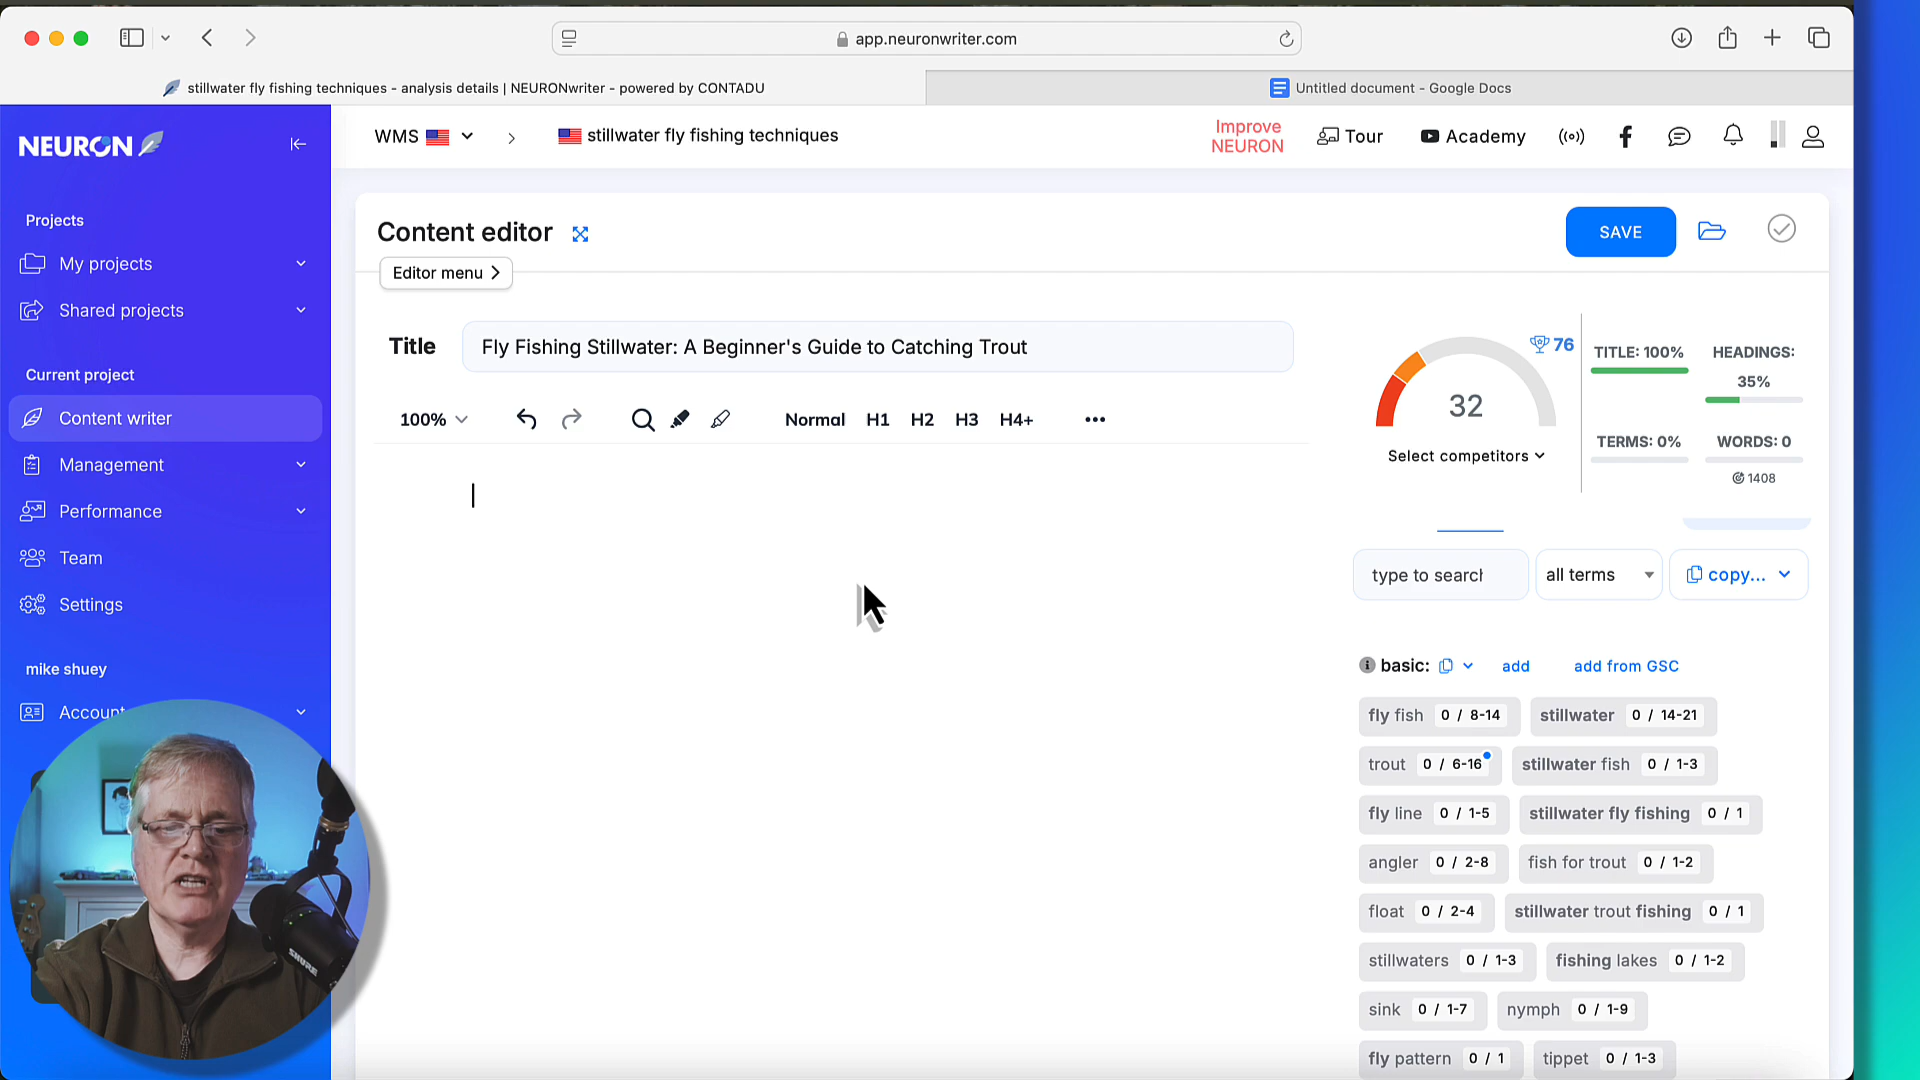 app.neuronwriter.com
stillwater fly fishing techniques - analysis details | NEURONwriter - powered by CONTADU
Untitled document - Google Docs
NEURON
WMS
stillwater fly fishing techniques
Improve
NEURON
Tour
Academy
Projects
My projects
Shared projects
Current project
Content writer
Management
Performance
Team
Settings
mike shuey
Account
Content editor
SAVE
Editor menu
Title
Fly Fishing Stillwater: A Beginner's Guide to Catching Trout
100%
Normal H1 H2 H3 H4+
76
32
Select competitors
TITLE: 100%
HEADINGS:
35%
TERMS: 0%
WORDS: 0
1408
type to search
all terms
copy...
basic:
add
add from GSC
fly fish 0 / 8-14
stillwater 0 / 14-21
trout 0 / 6-16
stillwater fish 0 / 1-3
fly line 0 / 1-5
stillwater fly fishing 0 / 1
angler 0 / 2-8
fish for trout 0 / 1-2
float 0 / 2-4
stillwater trout fishing 0 / 1
stillwaters 0 / 1-3
fishing lakes 0 / 1-2
sink 0 / 1-7
nymph 0 / 1-9
fly pattern 0 / 1
tippet 0 / 1-3
SHURE